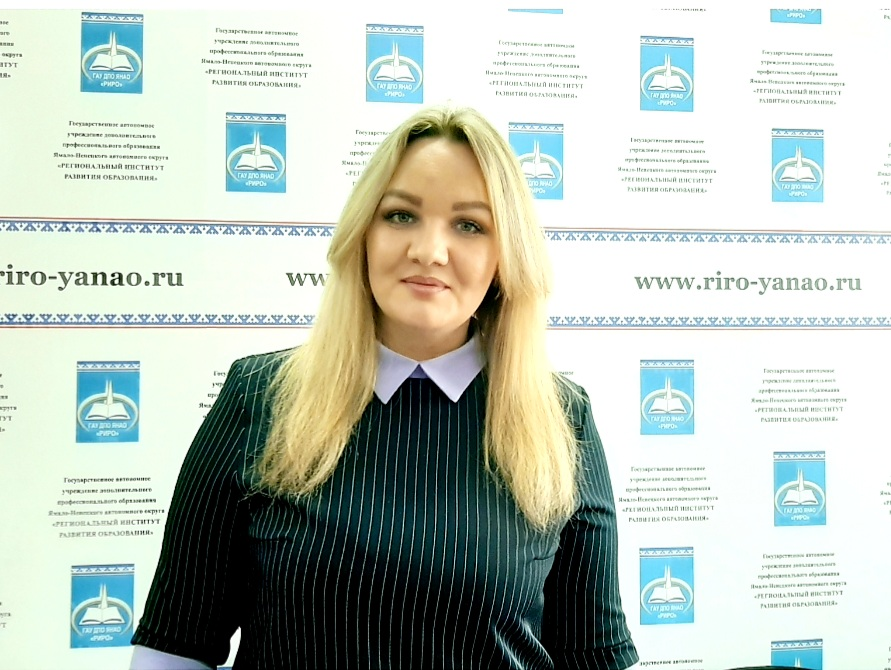 ГАУ ДПО ЯНАО
«РИРО»
Государственное автономное
учреждение дополнительного
профессионального образования
Ямало-Ненецкого автономного округа
«РЕГИОНАЛЬНЫЙ ИНСТИТУТ
РАЗВИТИЯ ОБРАЗОВАНИЯ»
ГАУ ДПО ЯНАО
«РИРО»
Государственное автономное
учреждение дополнительного
профессионального образования
Ямало-Ненецкого автономного округа
«РЕГИОНАЛЬНЫЙ ИНСТИТУТ
РАЗВИТИЯ ОБРАЗОВАНИЯ»
ГАУ ДПО ЯНАО
«РИРО»
Государственное автономное
учреждение дополнительного
профессионального образования
Ямало-Ненецкого автономного округа
«РЕГИОНАЛЬНЫЙ ИНСТИТУТ
РАЗВИТИЯ ОБРАЗОВАНИЯ»
Государственное автономное
учреждение дополнительного
профессионального образования
Ямало-Ненецкого автономного округа
«РЕГИОНАЛЬНЫЙ ИНСТИТУТ
РАЗВИТИЯ ОБРАЗОВАНИЯ»
ГАУ ДПО ЯНАО
«РИРО»
Государственное автономное
учреждение дополнительного
профессионального образования
Ямало-Ненецкого автономного округа
«РЕГИОНАЛЬНЫЙ ИНСТИТУТ
РАЗВИТИЯ ОБРАЗОВАНИЯ»
ГАУ ДПО ЯНАО
«РИРО»
riro-yanao.ru
ww
www.riro-yanao.ru
ГАУ ДПО ЯНАО
«РИРО»
ГАУ ДПО ЯНАО
«РИРО»
Государственное автономное
учреждение дополнительного
профессионального образования
Ямало-Ненецкого автономного округа
«РЕГИОНАЛЬНЫЙ ИНСТИТУТ
РАЗВИТИЯ ОБРАЗОВАНИЯ»
Государственное автономное
учреждение дополнительного
профессионального образования
Ямало-Ненецкого автономного округа
«РЕГИОНАЛЬНЫЙ ИНСТИТУТ
РАЗВИТИЯ ОБРАЗОВАНИЯ»
Государственное автономное
учреждение дополнительного
профессионального образования
Ямало-Ненецкого автономного округа
«РЕГИОНАЛЬНЫЙ ИНСТИТУТ
РАЗВИТИЯ ОБРАЗОВАНИЯ»
ГАУ ДПО ЯНАО
«РИРО»
ГАУ ДПО ЯНАО
«РИРО»
ГАУ ДПО ЯНАО
«РИРО»
Государственное автономное
учреждение дополнительного
профессионального образования
Ямало-Ненецкого автономного округа
«РЕГИОНАЛЬНЫЙ ИНСТИТУТ
РАЗВИТИЯ ОБРАЗОВАНИЯ»